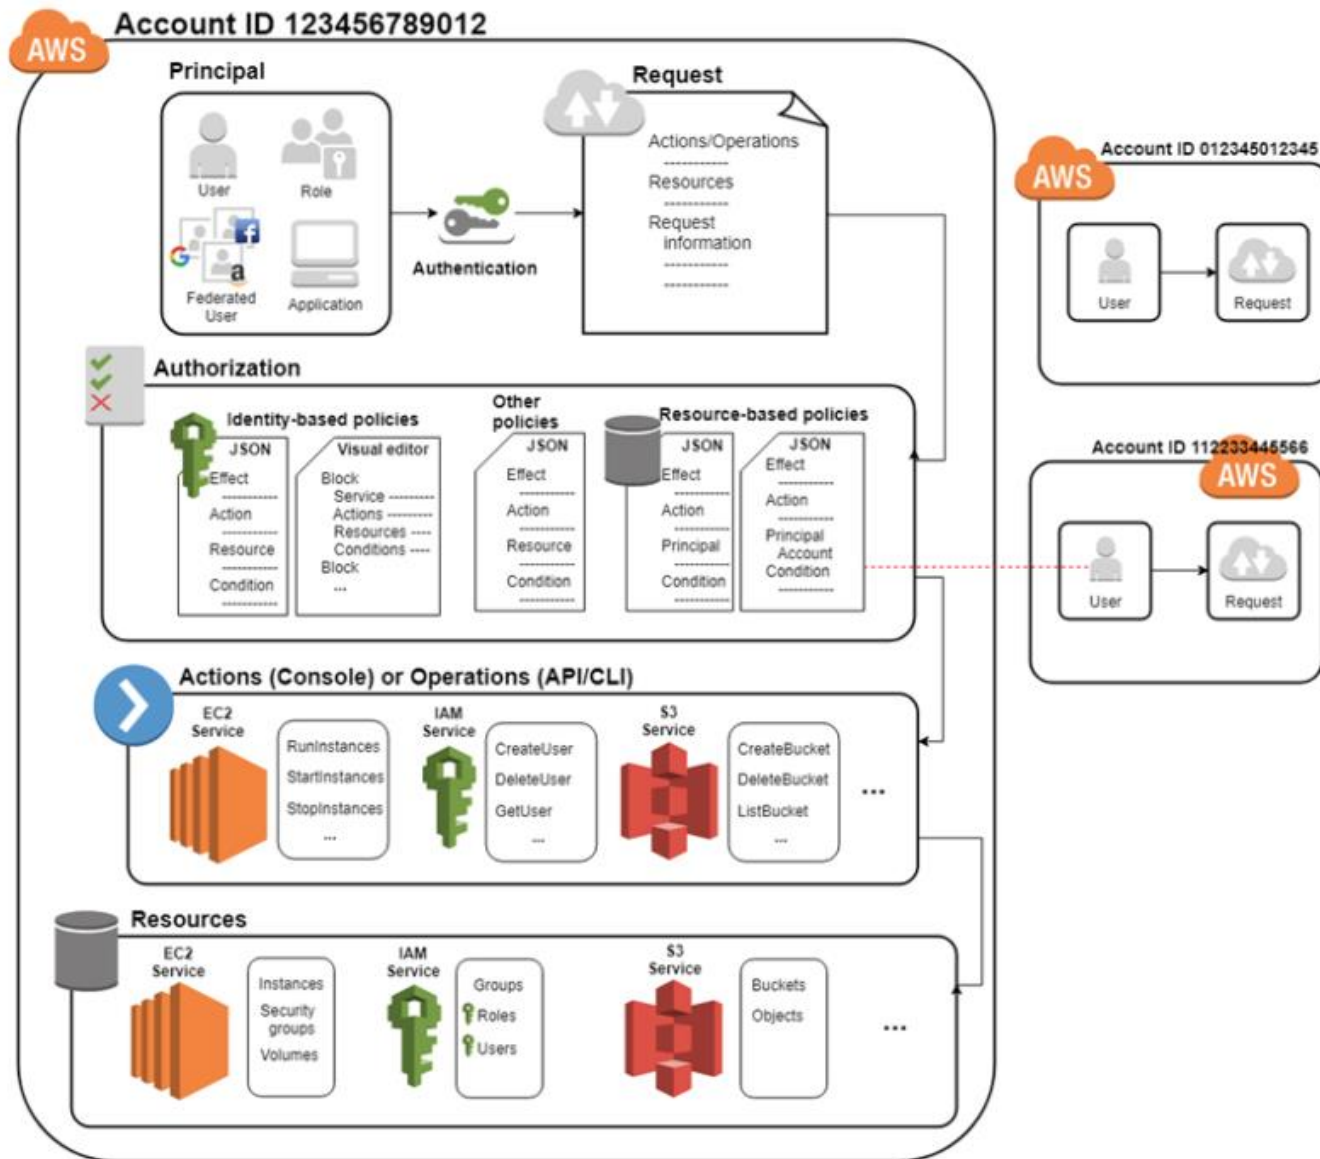 Account ID 123456789012
AWS
Principal
User
Role
Federated
User
a
Application
Authentication
Request
Actions/Operations
-----------
Resources
-----------
Request
information
-----------
-----------
Authorization
Identity-based policies
JSON
Effect
----------
Action
----------
Resource
----------
Condition
----------
Visual editor
Block
Service ---------
Actions ---------
Resources ----
Conditions ----
Block
...
Other
policies
JSON
Effect
----------
Action
----------
Resource
----------
Condition
----------
Resource-based policies
JSON
Effect
----------
Action
----------
Principal
----------
Condition
----------
JSON
Effect
----------
Action
----------
Principal
Account
Condition
----------
Actions (Console) or Operations (API/CLI)
EC2
Service
RunInstances
StartInstances
StopInstances
...
IAM
Service
CreateUser
DeleteUser
GetUser
...
S3
Service
CreateBucket
DeleteBucket
ListBucket
...
...
Resources
EC2
Service
Instances
Security
groups
Volumes
IAM
Service
Groups
Roles
Users
S3
Service
Buckets
Objects
...
Account ID 012345012345
AWS
User
Request
Account ID 112233445566
AWS
User
Request